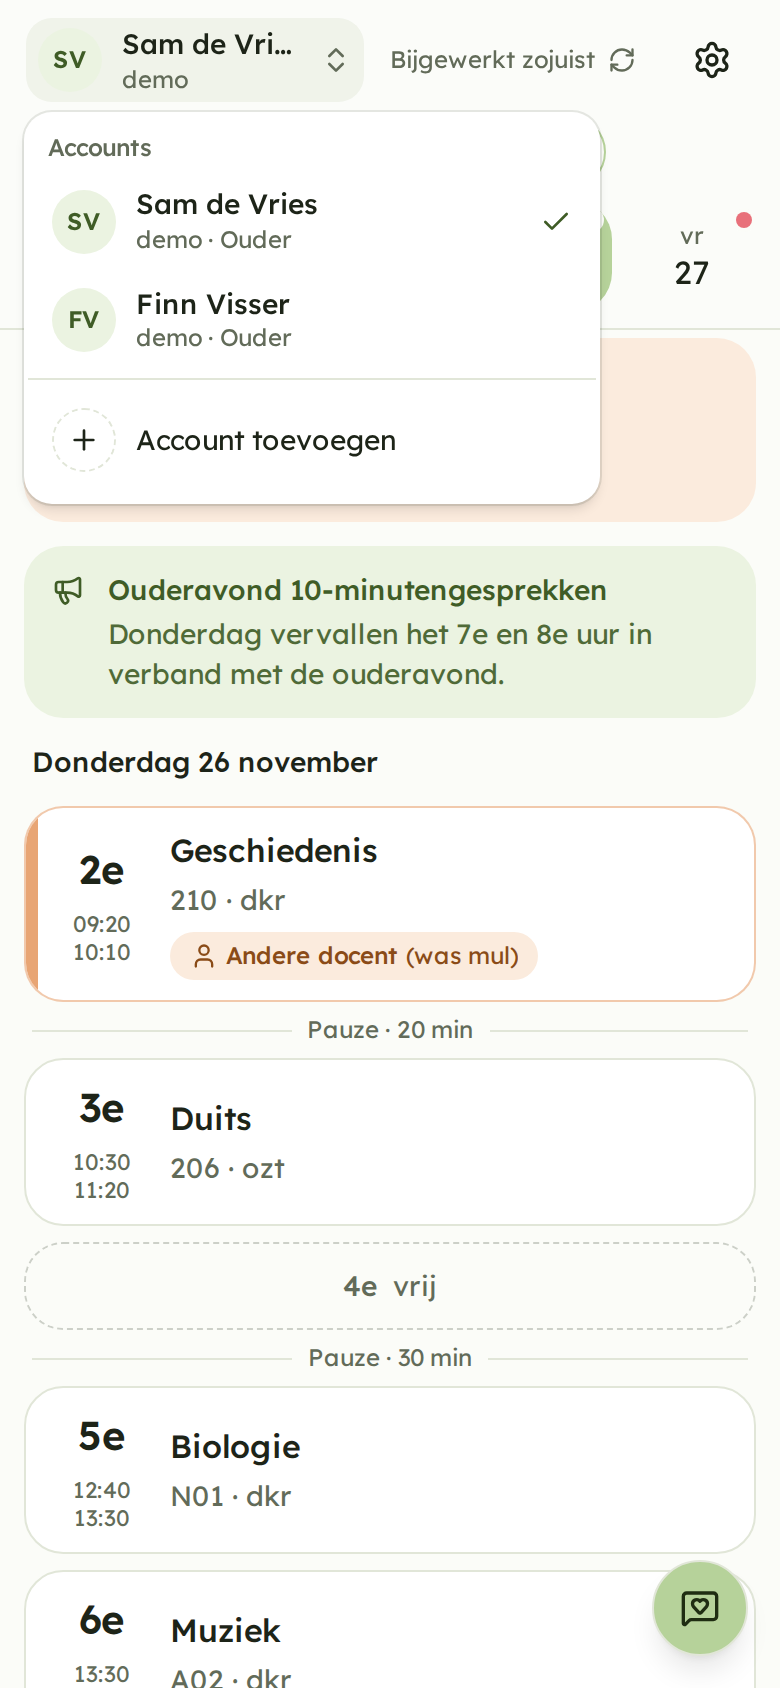 SV
Sam de Vri...
demo
Bijgewerkt zojuist
Accounts
SV
Sam de Vries
demo · Ouder
FV
Finn Visser
demo · Ouder
Account toevoegen
vr
27
Ouderavond 10-minutengesprekken
Donderdag vervallen het 7e en 8e uur in
verband met de ouderavond.
Donderdag 26 november
2e
09:20
10:10
Geschiedenis
210 · dkr
Andere docent (was mul)
Pauze · 20 min
3e
10:30
11:20
Duits
206 · ozt
4e vrij
Pauze · 30 min
5e
12:40
13:30
Biologie
N01 · dkr
6e
13:30
Muziek
A02 · dkr